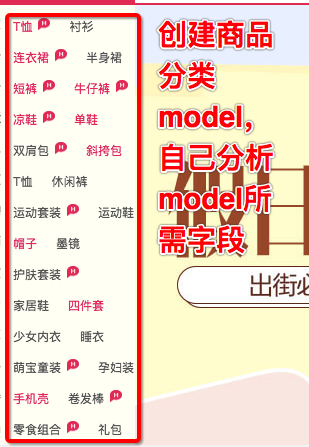 T恤 H 衬衫
连衣裙 H 半身裙
短裤 H 牛仔裤 H
凉鞋 H 单鞋
双肩包 H 斜挎包
T恤 休闲裤
运动套装 H 运动鞋
帽子 墨镜
护肤套装 H
家居鞋 四件套
少女内衣 睡衣
萌宝童装 H 孕妇装
手机壳 卷发棒 H
零食组合 H 礼包
创建商品
分类
model，
自己分析
model所
需字段
出街必